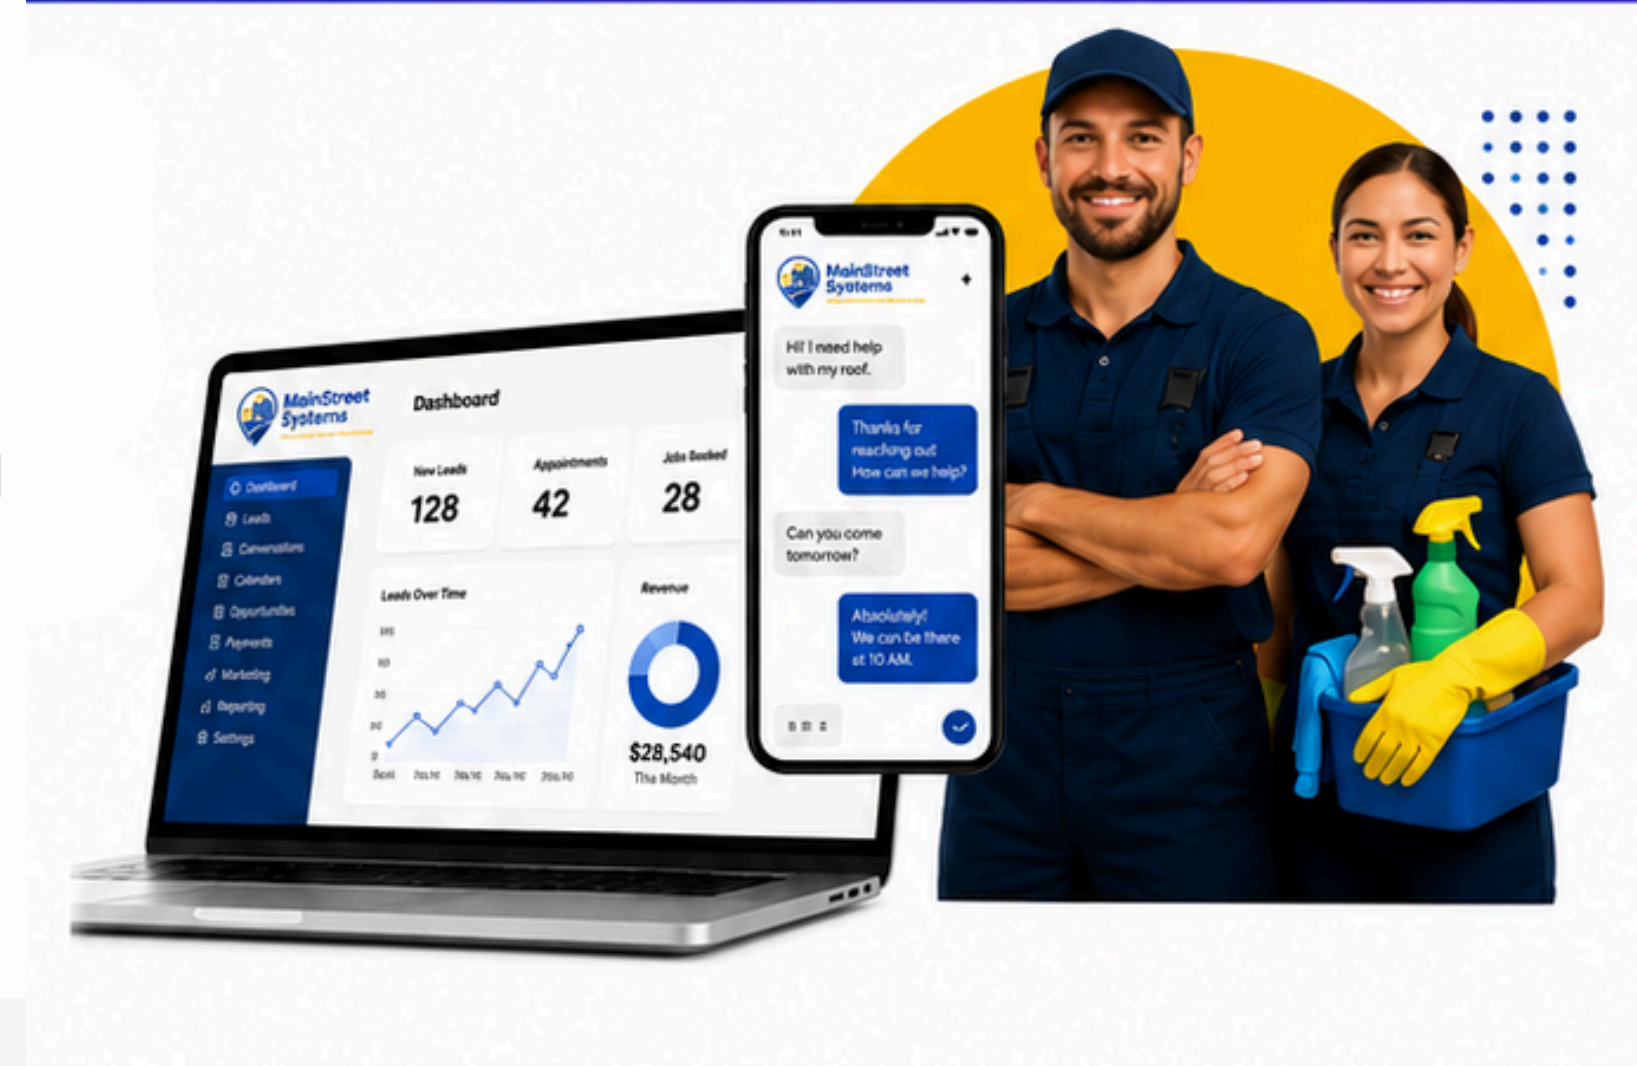 MainStreet
Systems
Dashboard
New Leads
128
Appointments
42
Jobs Booked
28
Dashboard
Leads
Conversations
Calendars
Opportunities
Payments
Marketing
Reporting
Settings
Leads Over Time
Revenue
$28,540
This Month
MainStreet
Systems
Hi! I need help
with my roof.
Thanks for
reaching out
How can we help?
Can you come
tomorrow?
Absolutely!
We can be there
at 10 AM.